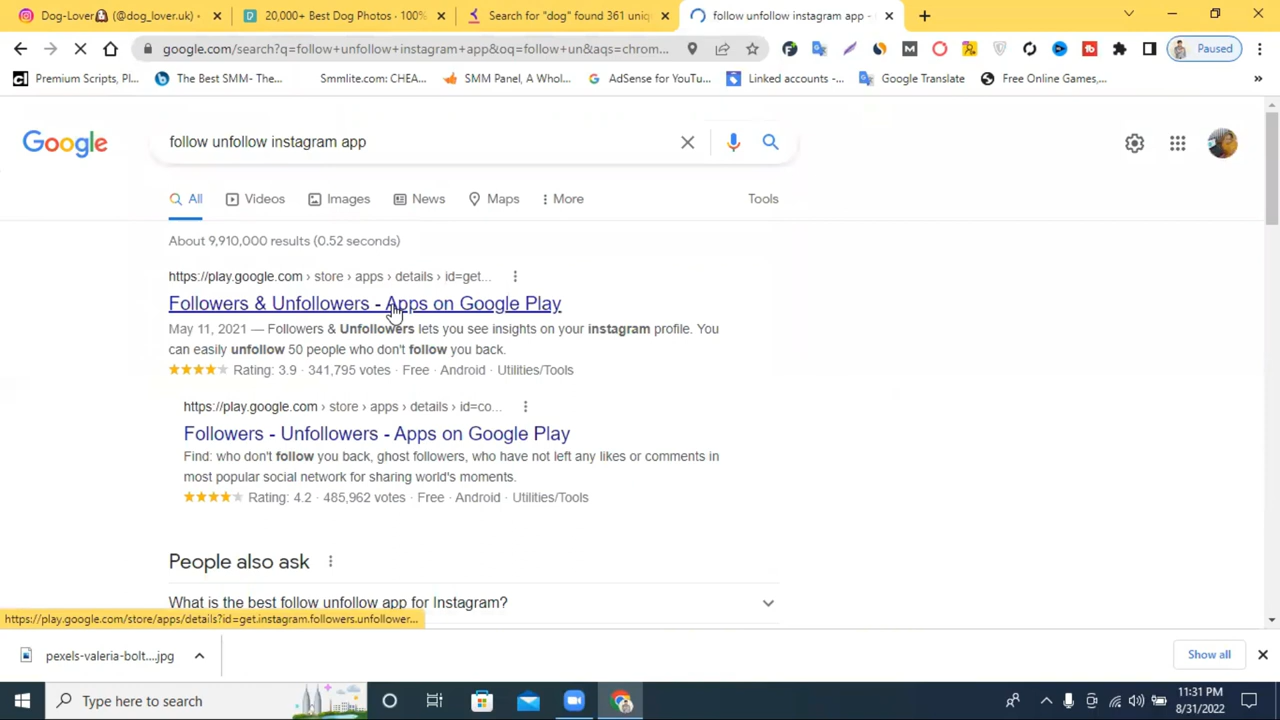 Dog-Lover (@dog_lover.uk) •
20,000+ Best Dog Photos · 100%
Search for "dog" found 361 uniq
follow unfollow instagram app -
google.com/search?q=follow+unfollow+instagram+app&oq=follow+un&aqs=chrom...
Paused
Premium Scripts, Pl...
The Best SMM- The...
Smmlite.com: CHEA...
SMM Panel, A Whol...
AdSense for YouTu...
Linked accounts -...
Google Translate
Free Online Games,...
»
Google
follow unfollow instagram app
All
Videos
Images
News
Maps
More
Tools
About 9,910,000 results (0.52 seconds)
https://play.google.com › store › apps › details › id=get...
Followers & Unfollowers - Apps on Google Play
May 11, 2021 — Followers & Unfollowers lets you see insights on your instagram profile. You
can easily unfollow 50 people who don't follow you back.
Rating: 3.9 · 341,795 votes · Free · Android · Utilities/Tools
https://play.google.com › store › apps › details › id=co...
Followers - Unfollowers - Apps on Google Play
Find: who don't follow you back, ghost followers, who have not left any likes or comments in
most popular social network for sharing world's moments.
Rating: 4.2 · 485,962 votes · Free · Android · Utilities/Tools
People also ask
What is the best follow unfollow app for Instagram?
https://play.google.com/store/apps/details?id=get.instagram.followers.unfollower...
pexels-valeria-bolt....jpg
Show all
Type here to search
11:31 PM
8/31/2022